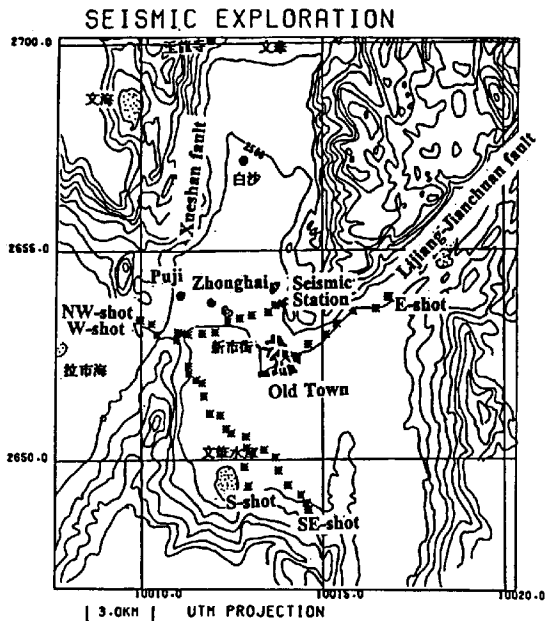 SEISMIC EXPLORATION
2700.0
文海
Xueshan fault
2500
白沙
Lijiang-Jianchuan fault
2655.0
Puji
Zhonghai
Seismic
Station
NW-shot
W-shot
E-shot
新市街
拉市海
Old Town
2650.0
S-shot
SE-shot
10010.0
10015.0
10020.0
3.0KM
UTM PROJECTION